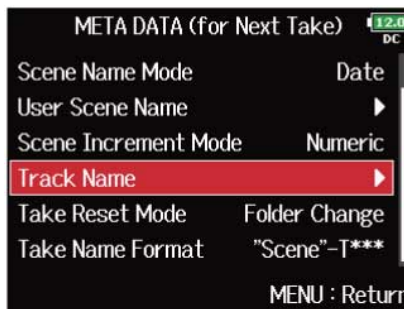 META DATA (for Next Take)
12.0
DC
Scene Name Mode Date
User Scene Name
Scene Increment Mode Numeric
Track Name
Take Reset Mode Folder Change
Take Name Format "Scene"-T***
MENU : Return